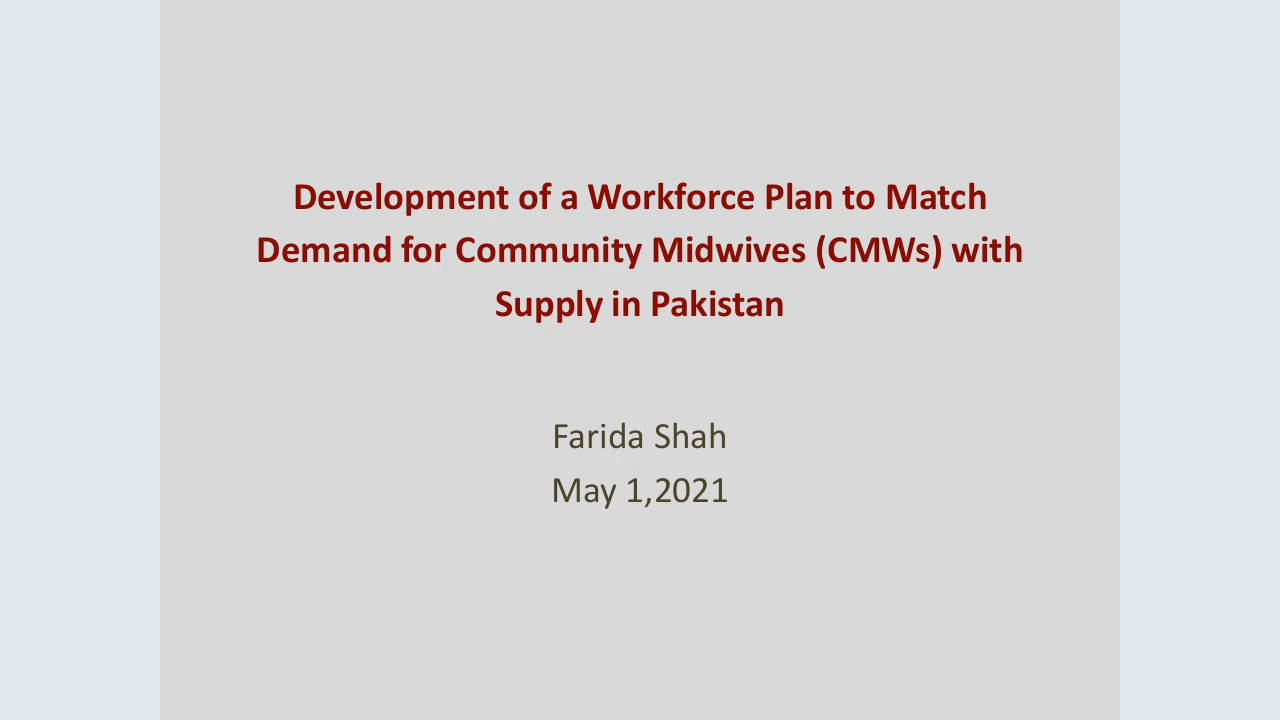 Development of a Workforce Plan to Match
Demand for Community Midwives (CMWs) with
Supply in Pakistan
Farida Shah
May 1,2021